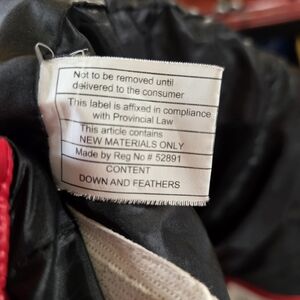 Not to be removed until
delivered to the consumer
This label is affixed in compliance
with Provincial Law
This article contains
NEW MATERIALS ONLY
Made by Reg No # 52891
CONTENT
DOWN AND FEATHERS